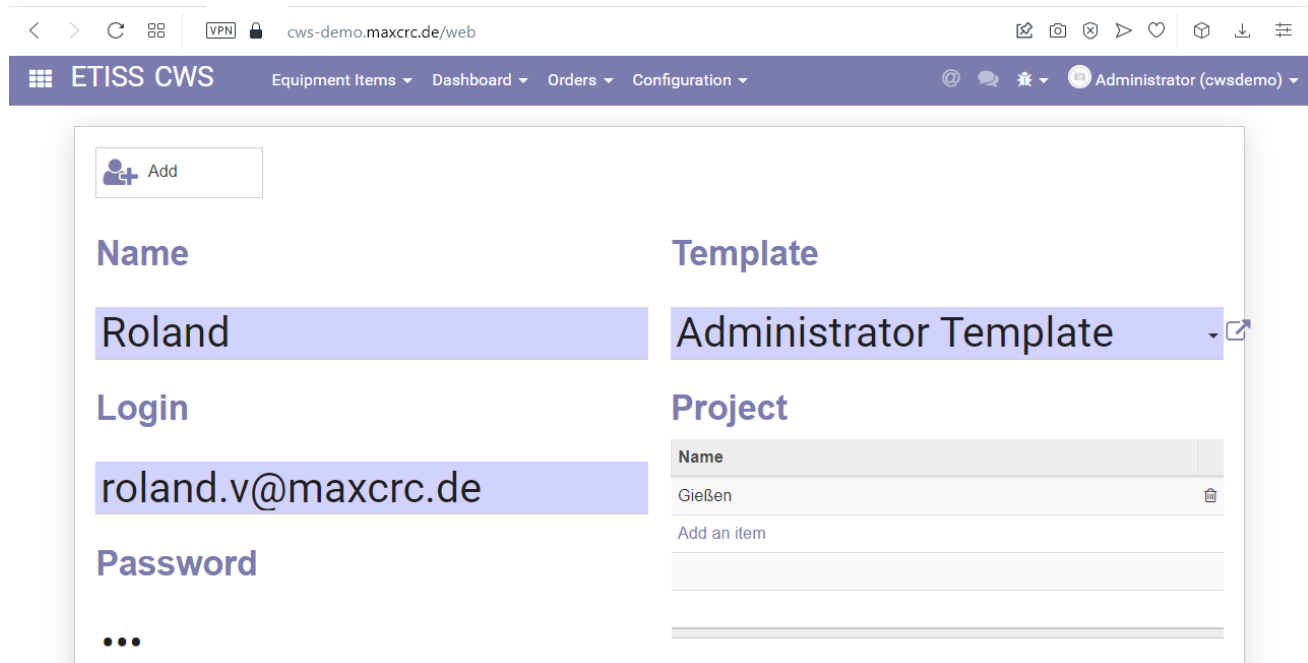 VPN cws-demo.maxcrc.de/web
ETISS CWS Equipment Items Dashboard Orders Configuration @ Administrator (cwsdemo)
Add
Name
Roland
Login
roland.v@maxcrc.de
Password
•••
Template
Administrator Template
Project
Name
Gießen
Add an item